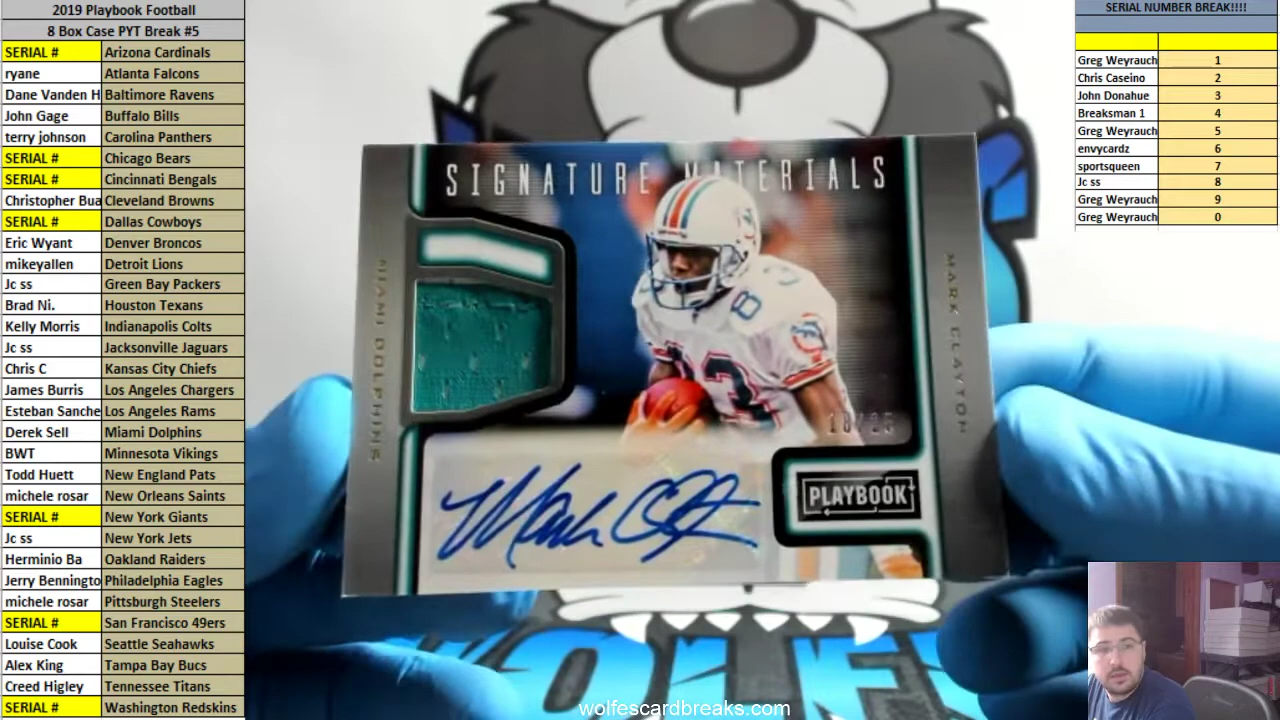 2019 Playbook Football
8 Box Case PYT Break #5
SERIAL # Arizona Cardinals
ryane Atlanta Falcons
Dane Vanden H Baltimore Ravens
John Gage Buffalo Bills
terry johnson Carolina Panthers
SERIAL # Chicago Bears
SERIAL # Cincinnati Bengals
Christopher Bua Cleveland Browns
SERIAL # Dallas Cowboys
Eric Wyant Denver Broncos
mikeyallen Detroit Lions
Jc ss Green Bay Packers
Brad Ni. Houston Texans
Kelly Morris Indianapolis Colts
Jc ss Jacksonville Jaguars
Chris C Kansas City Chiefs
James Burris Los Angeles Chargers
Esteban Sanche Los Angeles Rams
Derek Sell Miami Dolphins
BWT Minnesota Vikings
Todd Huett New England Pats
michele rosar New Orleans Saints
SERIAL # New York Giants
Jc ss New York Jets
Herminio Ba Oakland Raiders
Jerry Bennington Philadelphia Eagles
michele rosar Pittsburgh Steelers
SERIAL # San Francisco 49ers
Louise Cook Seattle Seahawks
Alex King Tampa Bay Bucs
Creed Higley Tennessee Titans
SERIAL # Washington Redskins
SIGNATURE MATERIALS
MIAMI DOLPHINS
MARK CLAYTON
83
83
18/25
PLAYBOOK
WOLFE
wolfescardbreaks.com
SERIAL NUMBER BREAK!!!!
Greg Weyrauch 1
Chris Caseino 2
John Donahue 3
Breaksman 1 4
Greg Weyrauch 5
envycardz 6
sportsqueen 7
Jc ss 8
Greg Weyrauch 9
Greg Weyrauch 0